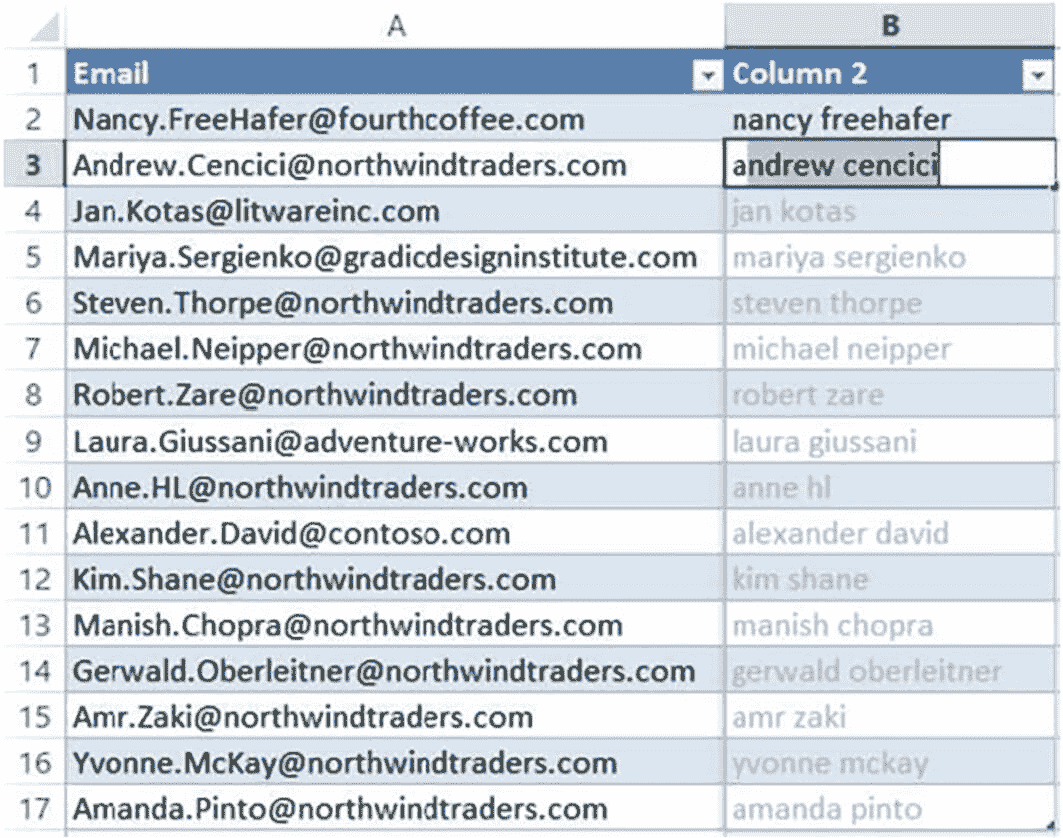 A B
1 Email Column 2
2 Nancy.FreeHafer@fourthcoffee.com nancy freehafer
3 Andrew.Cencici@northwindtraders.com andrew cencici
4 Jan.Kotas@litwareinc.com jan kotas
5 Mariya.Sergienko@gradicdesigninstitute.com mariya sergienko
6 Steven.Thorpe@northwindtraders.com steven thorpe
7 Michael.Neipper@northwindtraders.com michael neipper
8 Robert.Zare@northwindtraders.com robert zare
9 Laura.Giussani@adventure-works.com laura giussani
10 Anne.HL@northwindtraders.com anne hl
11 Alexander.David@contoso.com alexander david
12 Kim.Shane@northwindtraders.com kim shane
13 Manish.Chopra@northwindtraders.com manish chopra
14 Gerwald.Oberleitner@northwindtraders.com gerwald oberleitner
15 Amr.Zaki@northwindtraders.com amr zaki
16 Yvonne.McKay@northwindtraders.com yvonne mckay
17 Amanda.Pinto@northwindtraders.com amanda pinto